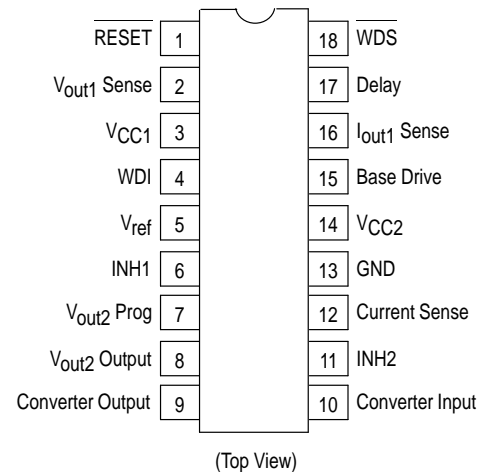 RESET 1 18 WDS
Vout1 Sense 2 17 Delay
VCC1 3 16 Iout1 Sense
WDI 4 15 Base Drive
Vref 5 14 VCC2
INH1 6 13 GND
Vout2 Prog 7 12 Current Sense
Vout2 Output 8 11 INH2
Converter Output 9 10 Converter Input
(Top View)